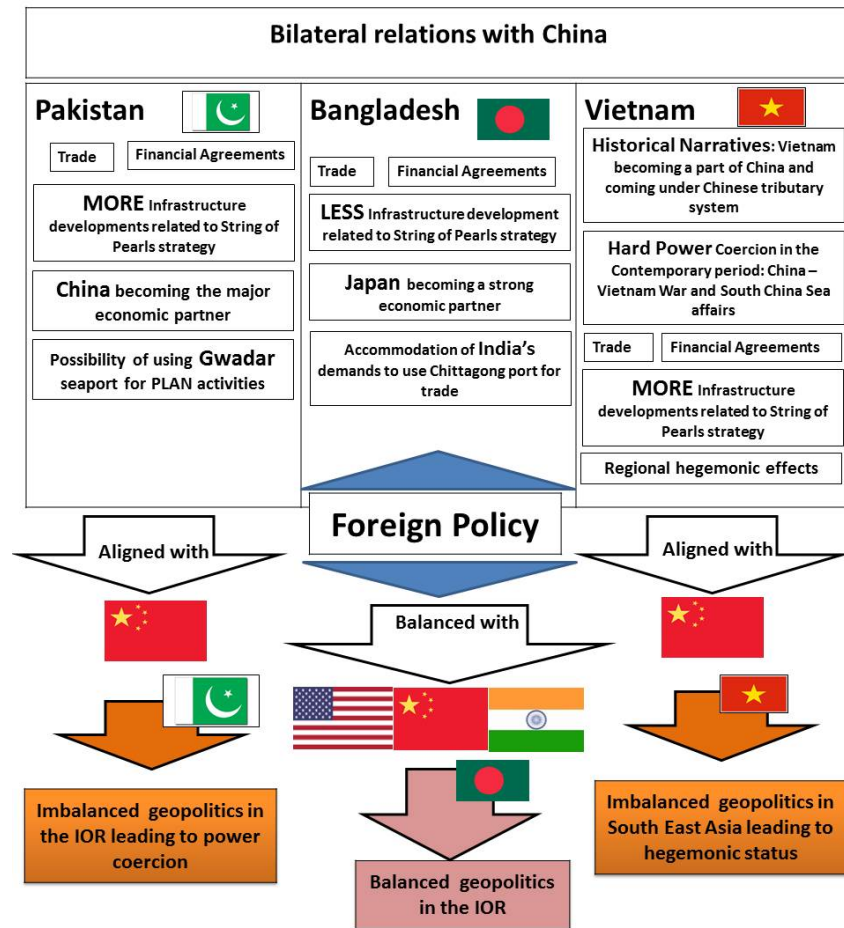 Bilateral relations with China
Pakistan
Trade
Financial Agreements
MORE Infrastructure
developments related to String of
Pearls strategy
China becoming the major
economic partner
Possibility of using Gwadar
seaport for PLAN activities
Bangladesh
Trade
Financial Agreements
LESS Infrastructure development
related to String of Pearls strategy
Japan becoming a strong
economic partner
Accommodation of India's
demands to use Chittagong port for
trade
Vietnam
Historical Narratives: Vietnam
becoming a part of China and
coming under Chinese tributary
system
Hard Power Coercion in the
Contemporary period: China –
Vietnam War and South China Sea
affairs
Trade
Financial Agreements
MORE Infrastructure
developments related to String of
Pearls strategy
Regional hegemonic effects
Foreign Policy
Aligned with
Balanced with
Aligned with
Imbalanced geopolitics in
the IOR leading to power
coercion
Balanced geopolitics
in the IOR
Imbalanced geopolitics in
South East Asia leading to
hegemonic status